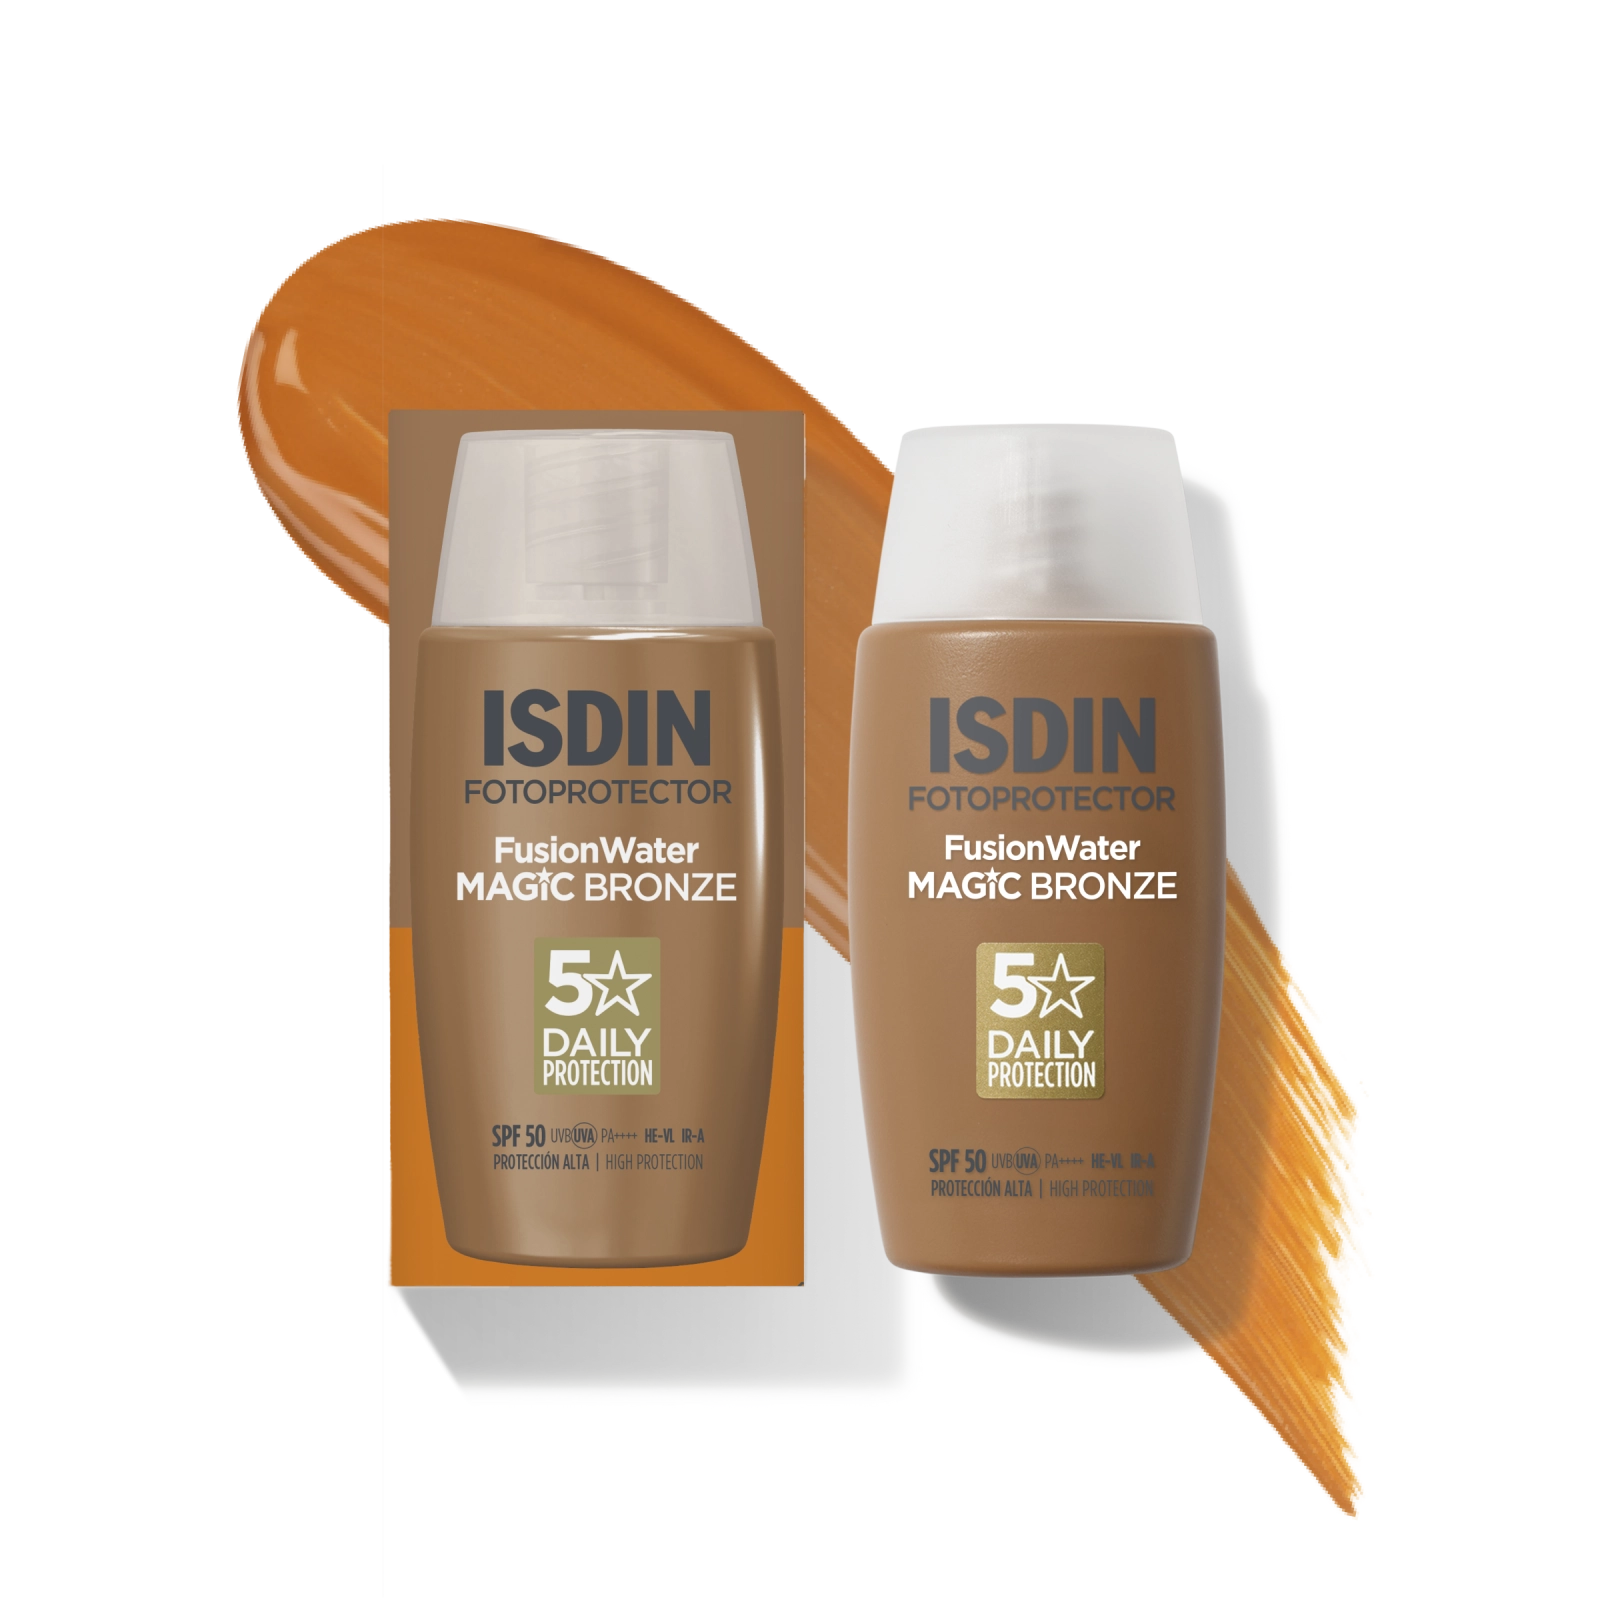 ISDIN
FOTOPROTECTOR
FusionWater
MAGIC BRONZE
5☆
DAILY
PROTECTION
SPF 50 UVB UVA PA++++ HE-VL IR-A
PROTECCIÓN ALTA | HIGH PROTECTION
ISDIN
FOTOPROTECTOR
FusionWater
MAGIC BRONZE
5☆
DAILY
PROTECTION
SPF 50 UVB UVA PA++++ HE-VL IR-A
PROTECCIÓN ALTA | HIGH PROTECTION